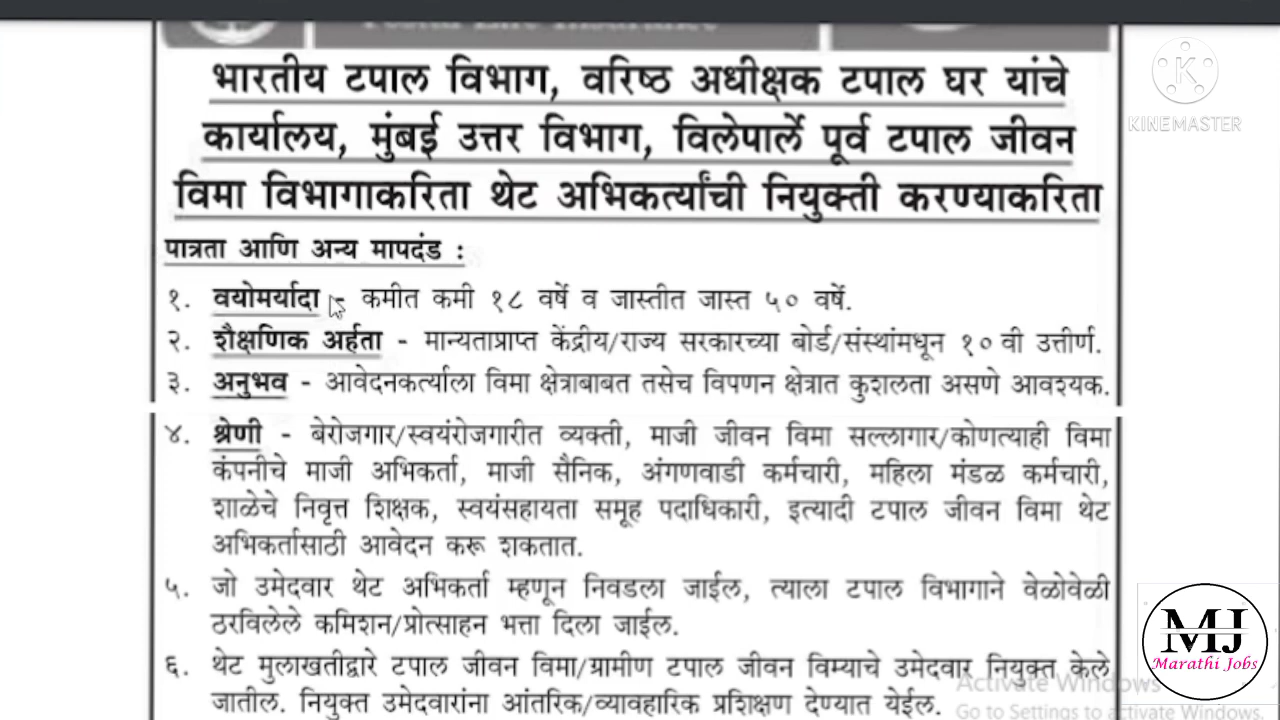 भारतीय टपाल विभाग, वरिष्ठ अधीक्षक टपाल घर यांचे
कार्यालय, मुंबई उत्तर विभाग, विलेपार्ले पूर्व टपाल जीवन
विमा विभागाकरिता थेट अभिकर्त्यांची नियुक्ती करण्याकरिता
पात्रता आणि अन्य मापदंड :
१. वयोमर्यादा - कमीत कमी १८ वर्षे व जास्तीत जास्त ५० वर्षे.
२. शैक्षणिक अर्हता - मान्यताप्राप्त केंद्रीय/राज्य सरकारच्या बोर्ड/संस्थांमधून १० वी उत्तीर्ण.
३. अनुभव - आवेदनकर्त्याला विमा क्षेत्राबाबत तसेच विपणन क्षेत्रात कुशलता असणे आवश्यक.
४. श्रेणी - बेरोजगार/स्वयंरोजगारीत व्यक्ती, माजी जीवन विमा सल्लागार/कोणत्याही विमा
कंपनीचे माजी अभिकर्ता, माजी सैनिक, अंगणवाडी कर्मचारी, महिला मंडळ कर्मचारी,
शाळेचे निवृत्त शिक्षक, स्वयंसहायता समूह पदाधिकारी, इत्यादी टपाल जीवन विमा थेट
अभिकर्तासाठी आवेदन करू शकतात.
५. जो उमेदवार थेट अभिकर्ता म्हणून निवडला जाईल, त्याला टपाल विभागाने वेळोवेळी
ठरविलेले कमिशन/प्रोत्साहन भत्ता दिला जाईल.
६. थेट मुलाखतीद्वारे टपाल जीवन विमा/ग्रामीण टपाल जीवन विम्याचे उमेदवार नियुक्त केले
जातील. नियुक्त उमेदवारांना आंतरिक/व्यावहारिक प्रशिक्षण देण्यात येईल.
K
KINEMASTER
MJ
Marathi Jobs
Activate Windows
Go to Settings to activate Windows.